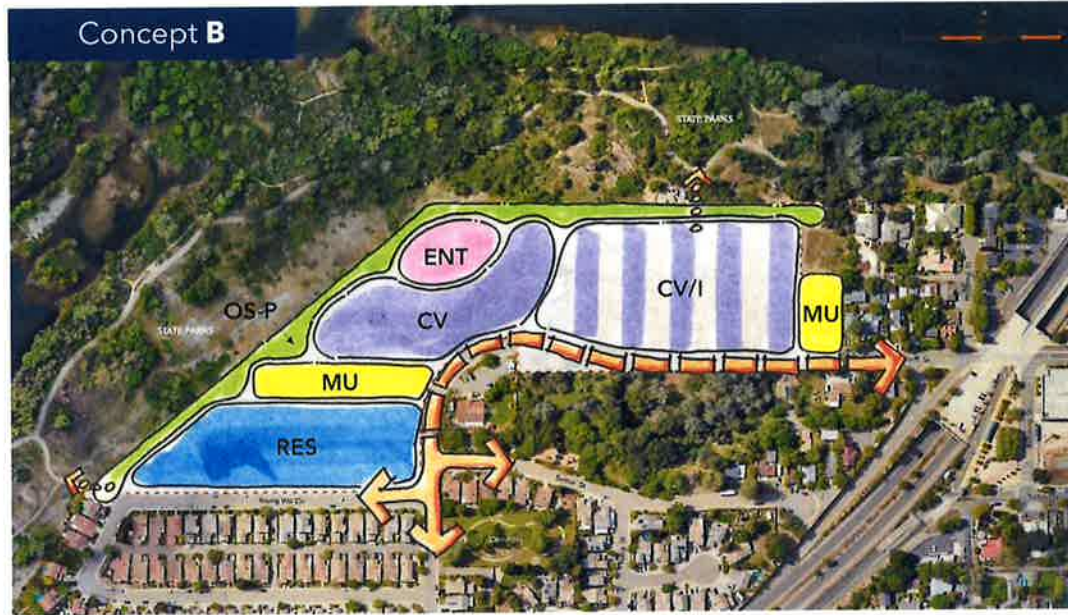 Concept B
STATE PARKS
ENT
CV
CV/I
MU
OS-P
STATE PARKS
MU
RES